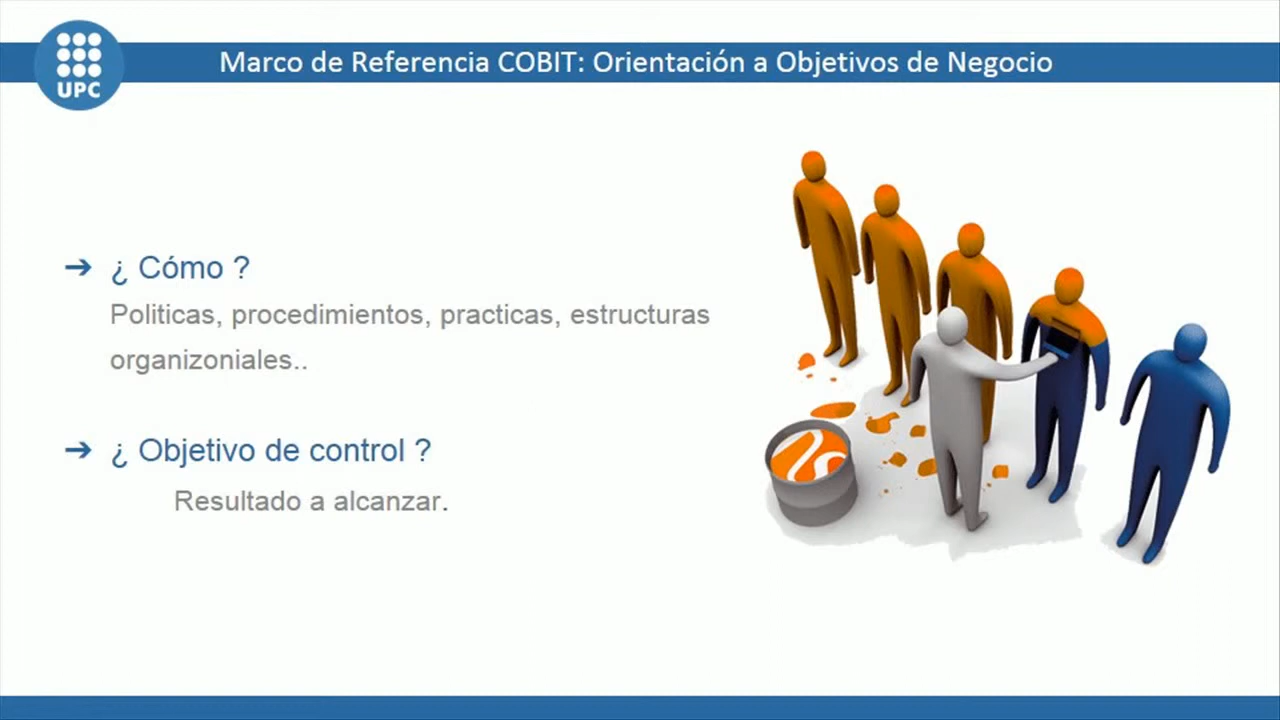 UPC
Marco de Referencia COBIT: Orientación a Objetivos de Negocio
➔ ¿ Cómo ?
Politicas, procedimientos, practicas, estructuras
organizoniales..
➔ ¿ Objetivo de control ?
Resultado a alcanzar.